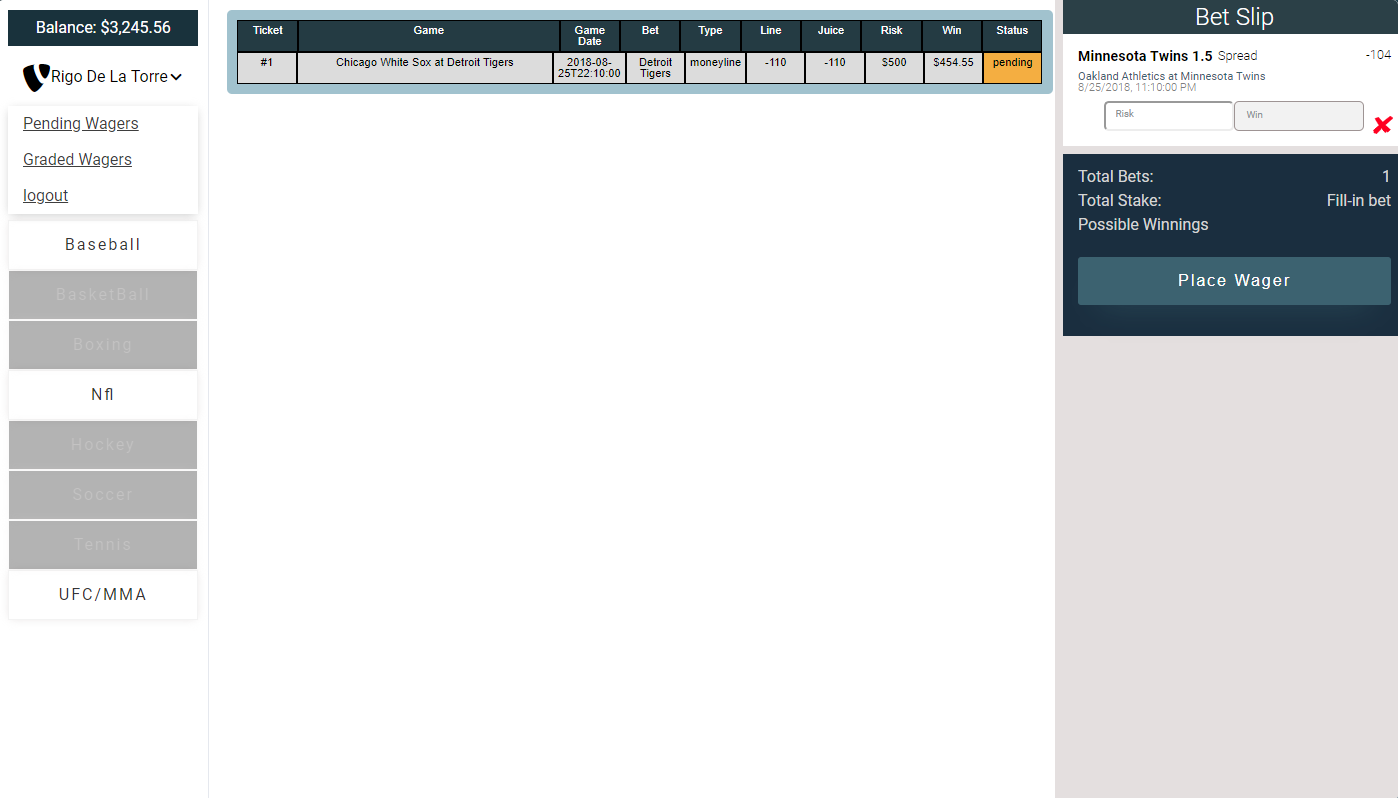 Balance: $3,245.56
Rigo De La Torre
Pending Wagers
Graded Wagers
logout
Baseball
BasketBall
Boxing
Nfl
Hockey
Soccer
Tennis
UFC/MMA
Ticket Game Game Date Bet Type Line Juice Risk Win Status
#1 Chicago White Sox at Detroit Tigers 2018-08-25T22:10:00 Detroit Tigers moneyline -110 -110 $500 $454.55 pending
Bet Slip
Minnesota Twins 1.5 Spread -104
Oakland Athletics at Minnesota Twins
8/25/2018, 11:10:00 PM
Risk Win
Total Bets: 1
Total Stake: Fill-in bet
Possible Winnings
Place Wager